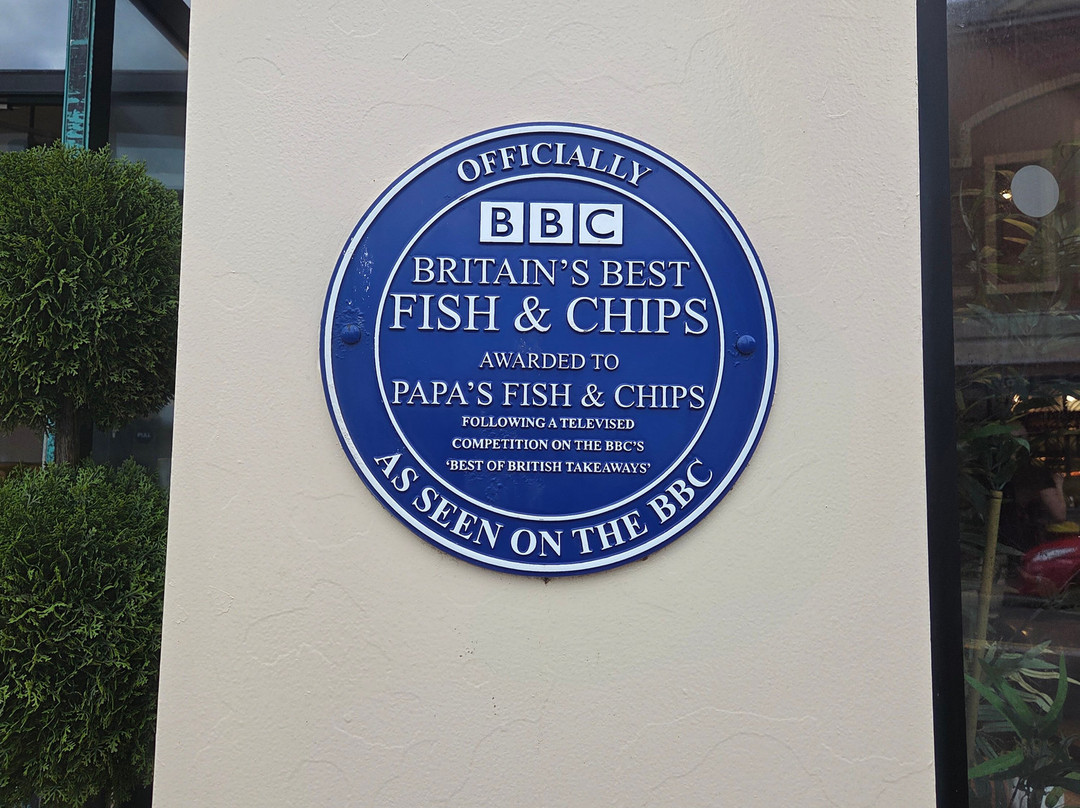 OFFICIALLY
BBC
BRITAIN'S BEST
FISH & CHIPS
AWARDED TO
PAPA'S FISH & CHIPS
FOLLOWING A TELEVISED
COMPETITION ON THE BBC'S
'BEST OF BRITISH TAKEAWAYS'
AS SEEN ON THE BBC